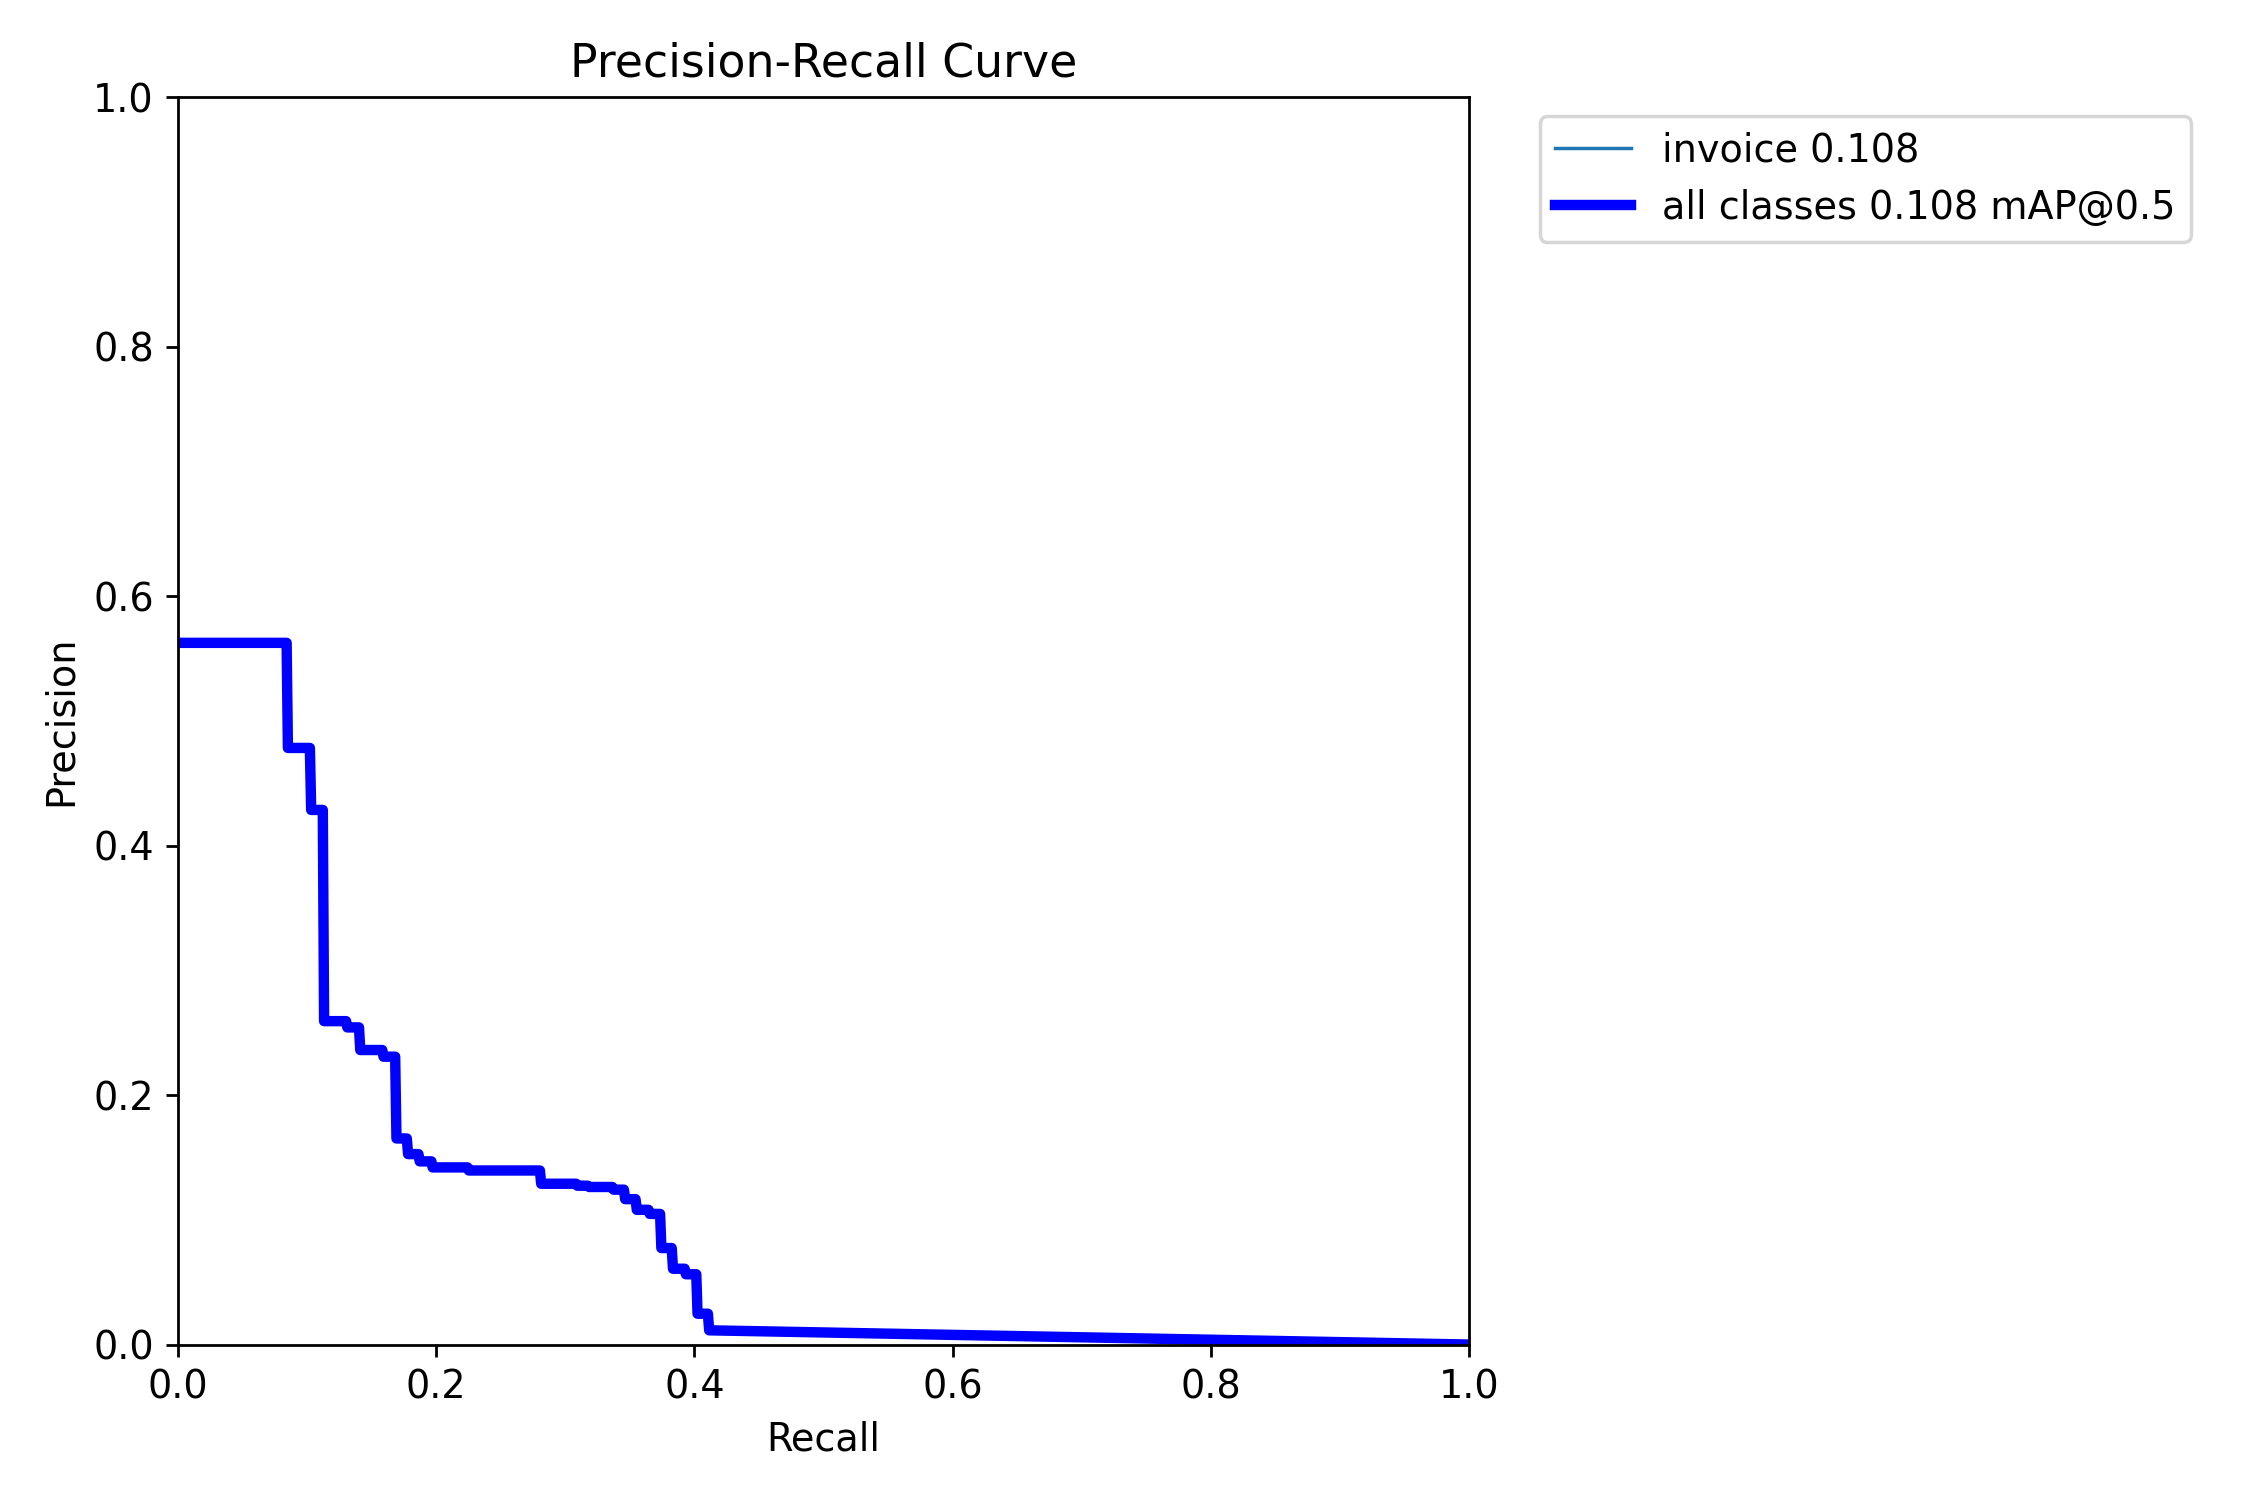 Precision-Recall Curve
1.0
0.8
0.6
0.4
0.2
0.0
Precision
0.0 0.2 0.4 0.6 0.8 1.0
Recall
invoice 0.108
all classes 0.108 mAP@0.5